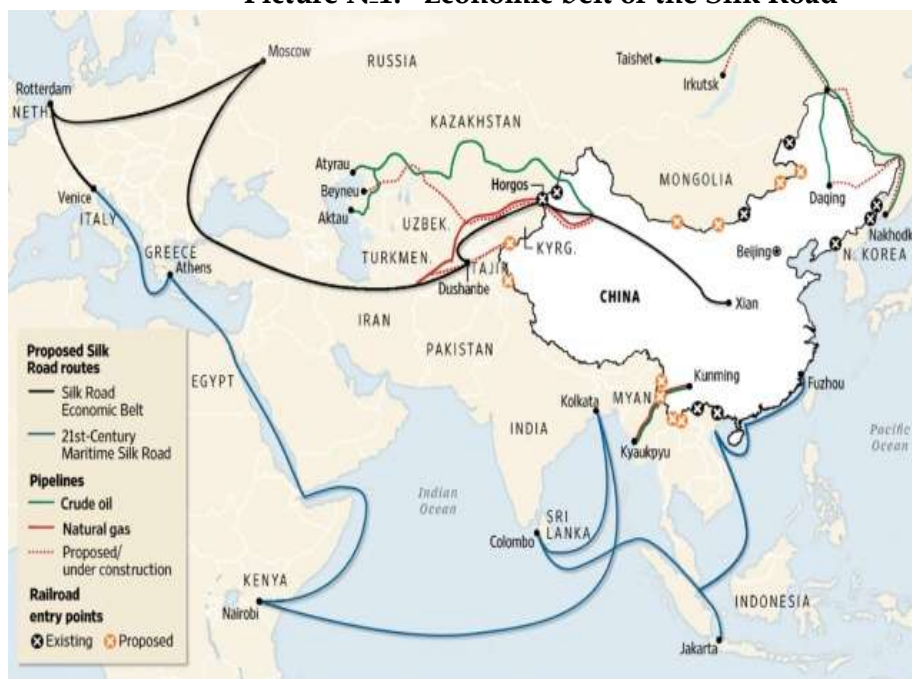 Picture №1. Economic belt of the Silk Road
Moscow
RUSSIA
Taishet
Irkutsk
Rotterdam
NETH.
KAZAKHSTAN
Atyrau
Beyneu
Aktau
Horgos
MONGOLIA
Daqing
Venice
ITALY
UZBEK.
KYRG.
Nakhodk
N. KOREA
Beijing
GREECE
Athens
TURKMEN.
TAJIK.
Dushanbe
CHINA
Xian
IRAN
PAKISTAN
EGYPT
Kunming
Fuzhou
MYAN
Kolkata
INDIA
Kyaukpyu
Pacific
Ocean
Indian
Ocean
SRI
LANKA
Colombo
KENYA
Nairobi
INDONESIA
Jakarta
Proposed Silk
Road routes
Silk Road
Economic Belt
21st-Century
Maritime Silk Road
Pipelines
Crude oil
Natural gas
Proposed/
under construction
Railroad
entry points
Existing Proposed